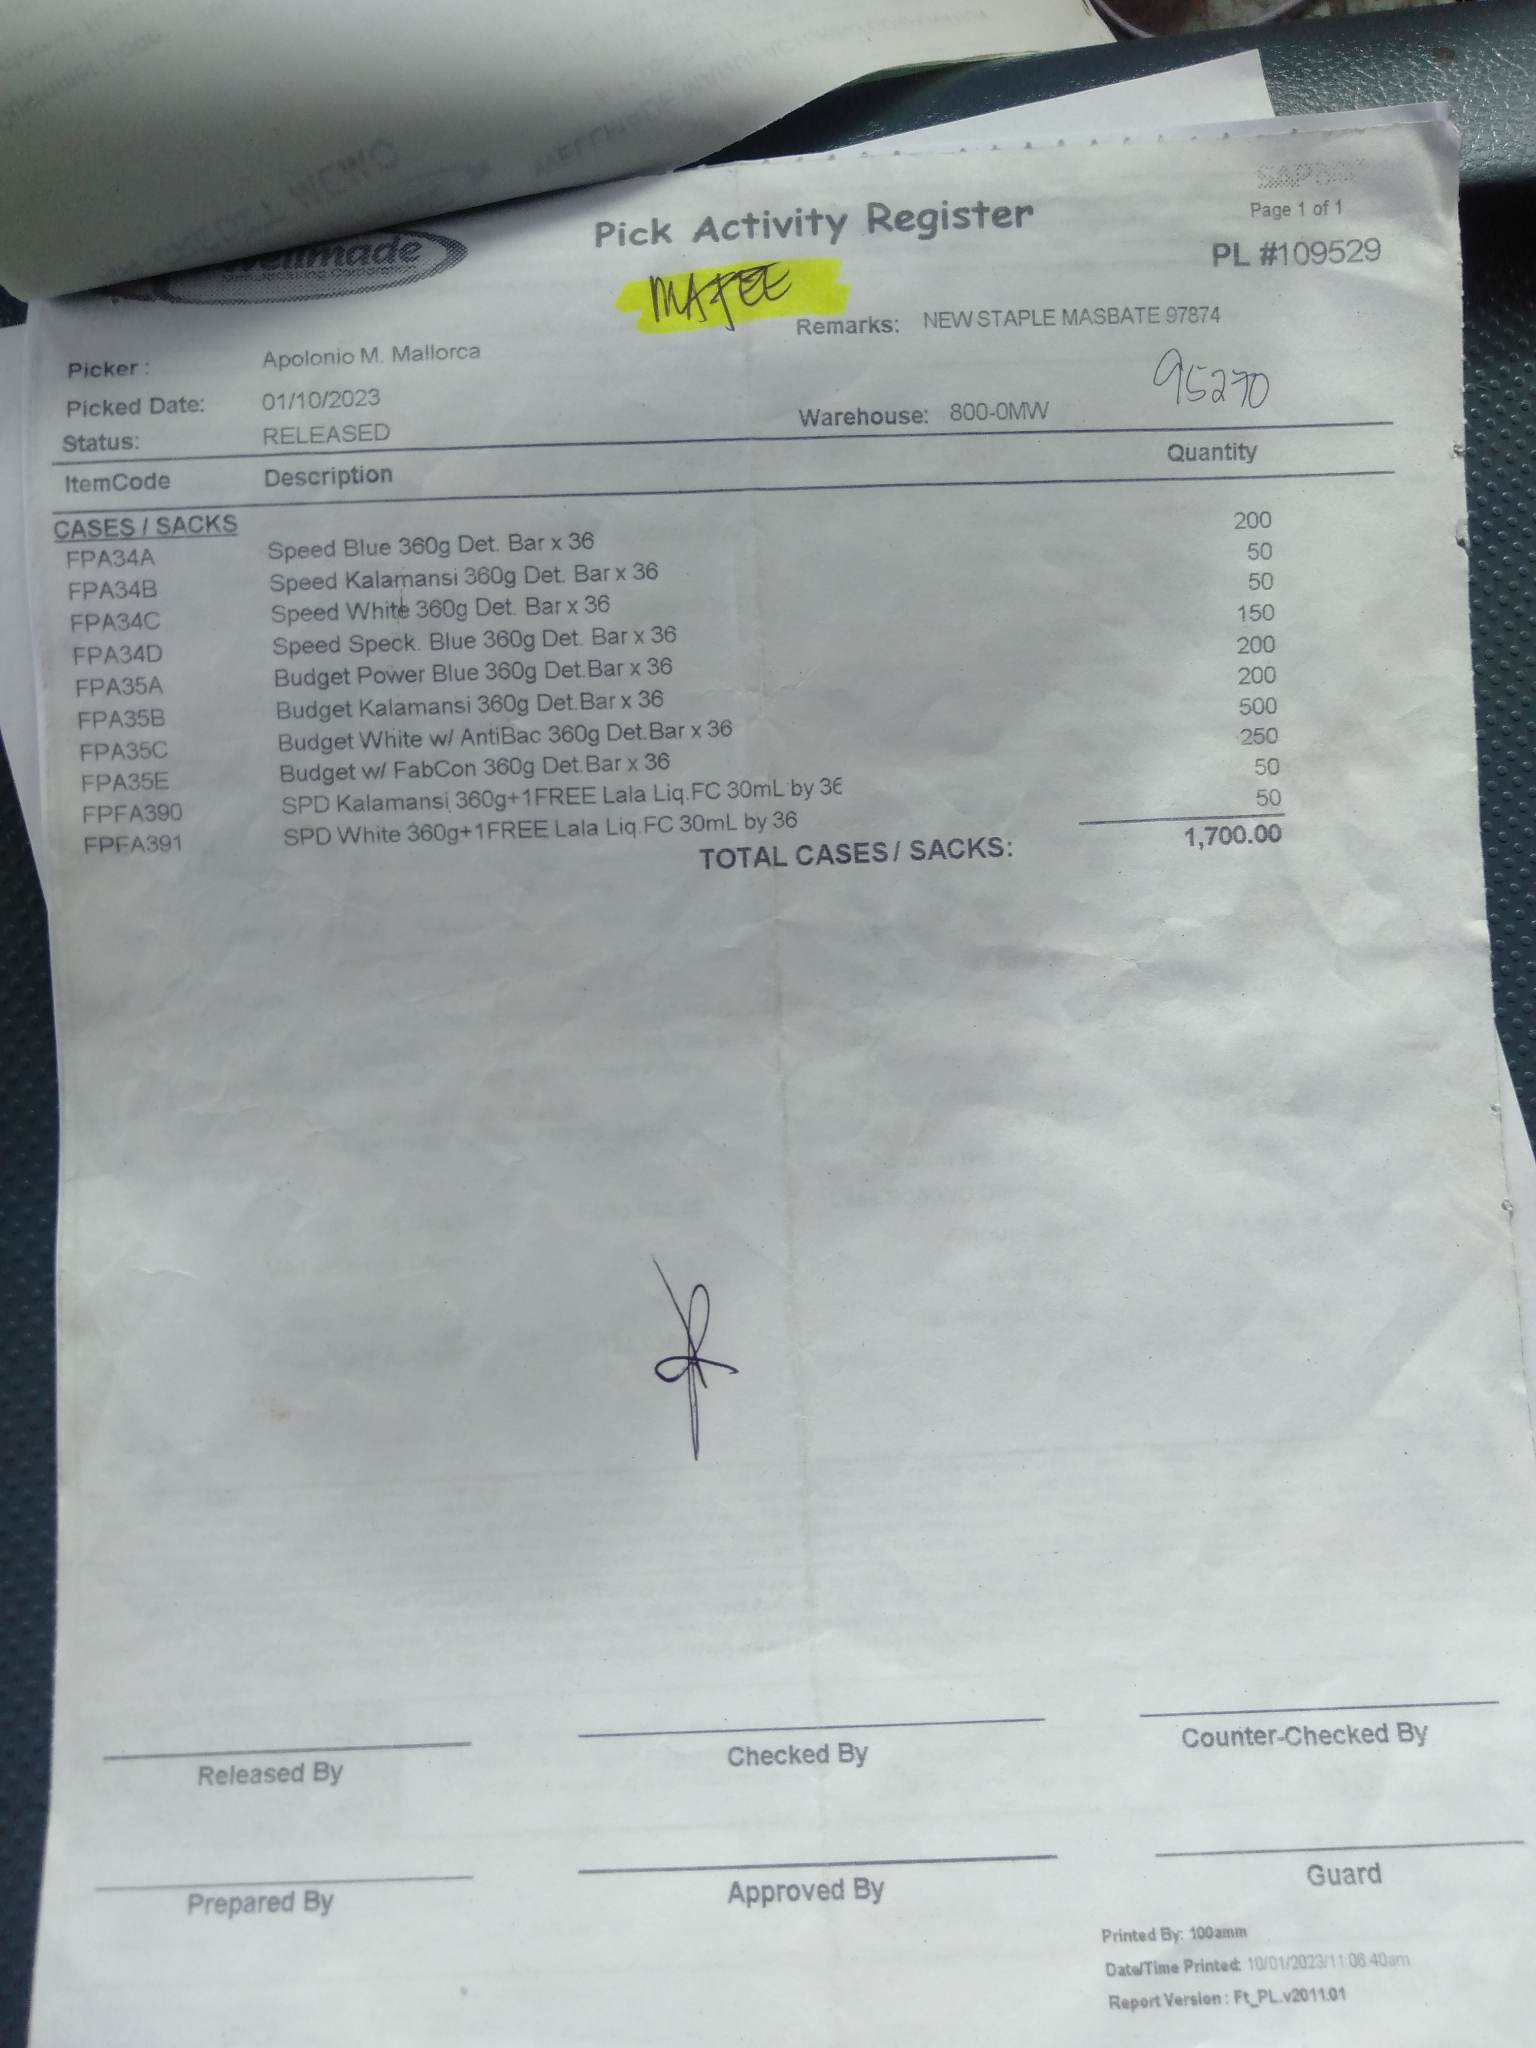 Pick Activity Register
Page 1 of 1
PL #109529
Wellmade
MAFEE
Remarks: NEW STAPLE MASBATE 97874
Picker : Apolonio M. Mallorca
95270
Picked Date: 01/10/2023
Warehouse: 800-0MW
Status: RELEASED
ItemCode Description Quantity
CASES / SACKS
FPA34A Speed Blue 360g Det. Bar x 36 200
FPA34B Speed Kalamansi 360g Det. Bar x 36 50
FPA34C Speed White 360g Det. Bar x 36 50
FPA34D Speed Speck. Blue 360g Det. Bar x 36 150
FPA35A Budget Power Blue 360g Det.Bar x 36 200
FPA35B Budget Kalamansi 360g Det.Bar x 36 200
FPA35C Budget White w/ AntiBac 360g Det.Bar x 36 500
FPA35E Budget w/ FabCon 360g Det.Bar x 36 250
FPFA390 SPD Kalamansi 360g+1FREE Lala Liq.FC 30mL by 36 50
FPFA391 SPD White 360g+1FREE Lala Liq.FC 30mL by 36 50
TOTAL CASES / SACKS: 1,700.00
Released By Checked By Counter-Checked By
Prepared By Approved By Guard
Printed By: 100amm
Date/Time Printed: 10/01/2023/11:06:40am
Report Version : Ft_PL.v2011.01